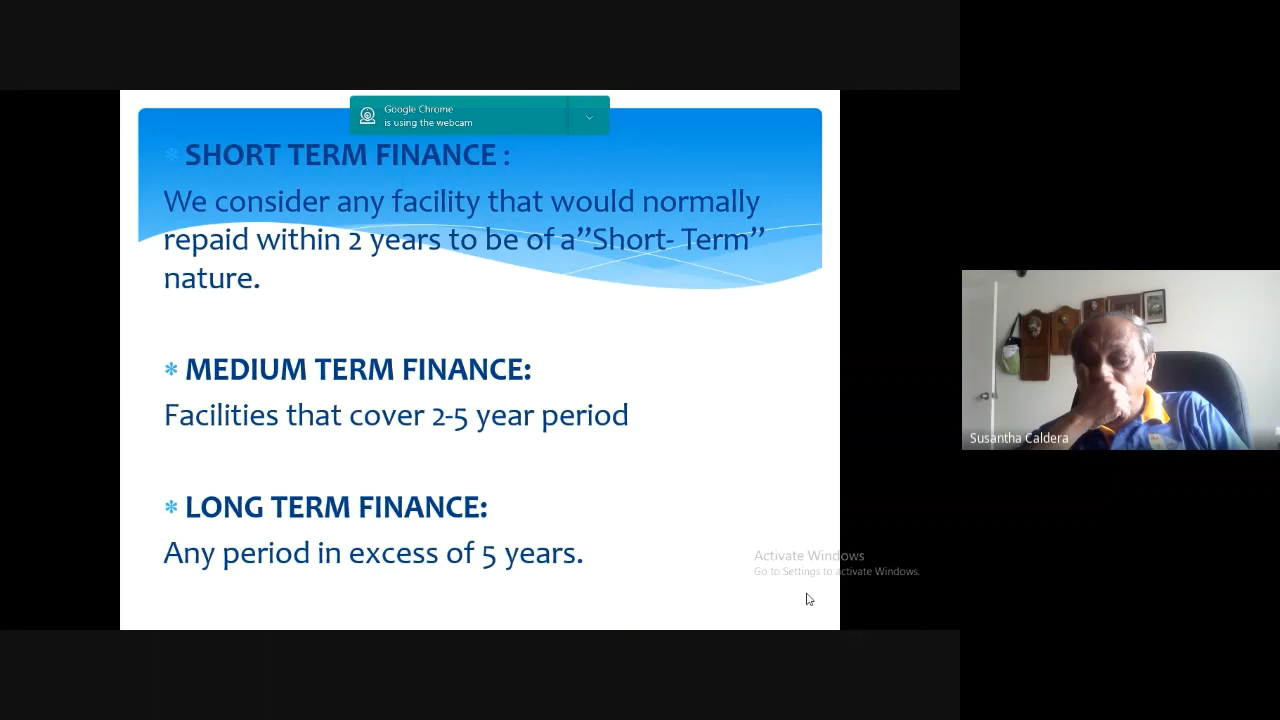 Google Chrome
is using the webcam
* SHORT TERM FINANCE :
We consider any facility that would normally
repaid within 2 years to be of a”Short- Term”
nature.
* MEDIUM TERM FINANCE:
Facilities that cover 2-5 year period
* LONG TERM FINANCE:
Any period in excess of 5 years.
Activate Windows
Go to Settings to activate Windows.
Susantha Caldera